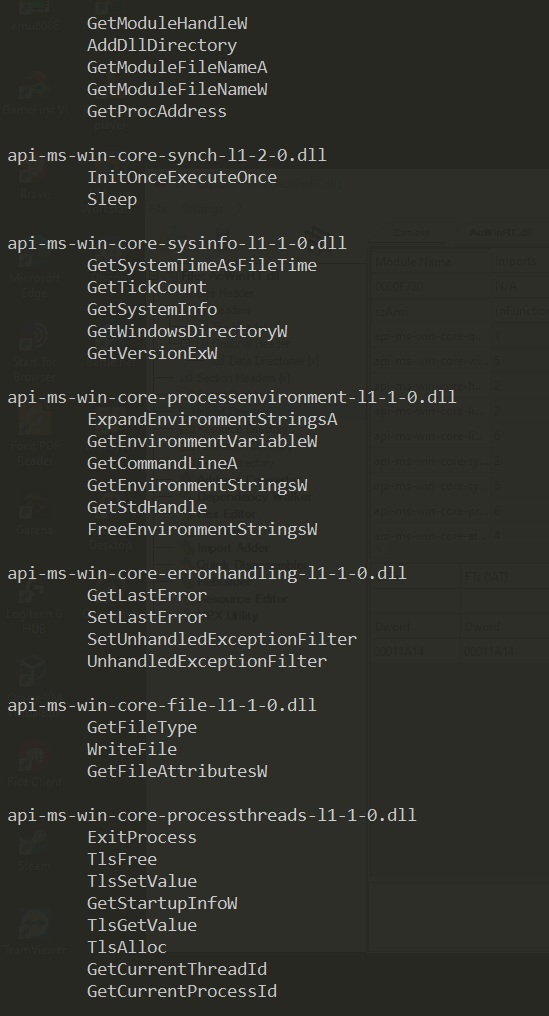 GetModuleHandleW
AddDllDirectory
GetModuleFileNameA
GetModuleFileNameW
GetProcAddress
api-ms-win-core-synch-l1-2-0.dll
InitOnceExecuteOnce
Sleep
api-ms-win-core-sysinfo-l1-1-0.dll
GetSystemTimeAsFileTime
GetTickCount
GetSystemInfo
GetWindowsDirectoryW
GetVersionExW
api-ms-win-core-processenvironment-l1-1-0.dll
ExpandEnvironmentStringsA
GetEnvironmentVariableW
GetCommandLineA
GetEnvironmentStringsW
GetStdHandle
FreeEnvironmentStringsW
api-ms-win-core-errorhandling-l1-1-0.dll
GetLastError
SetLastError
SetUnhandledExceptionFilter
UnhandledExceptionFilter
api-ms-win-core-file-l1-1-0.dll
GetFileType
WriteFile
GetFileAttributesW
api-ms-win-core-processthreads-l1-1-0.dll
ExitProcess
TlsFree
TlsSetValue
GetStartupInfoW
TlsGetValue
TlsAlloc
GetCurrentThreadId
GetCurrentProcessId